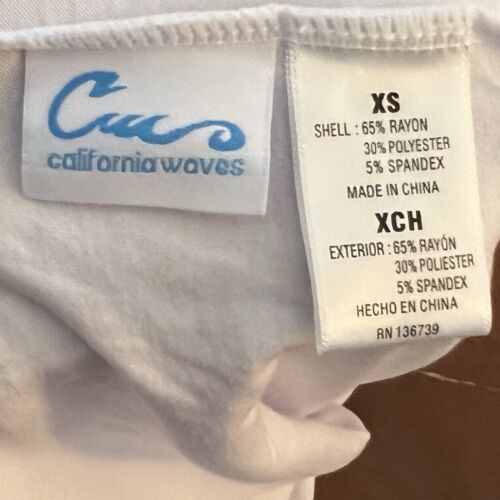 california waves
XS
SHELL : 65% RAYON
30% POLYESTER
5% SPANDEX
MADE IN CHINA
XCH
EXTERIOR : 65% RAYÓN
30% POLIESTER
5% SPANDEX
HECHO EN CHINA
RN 136739